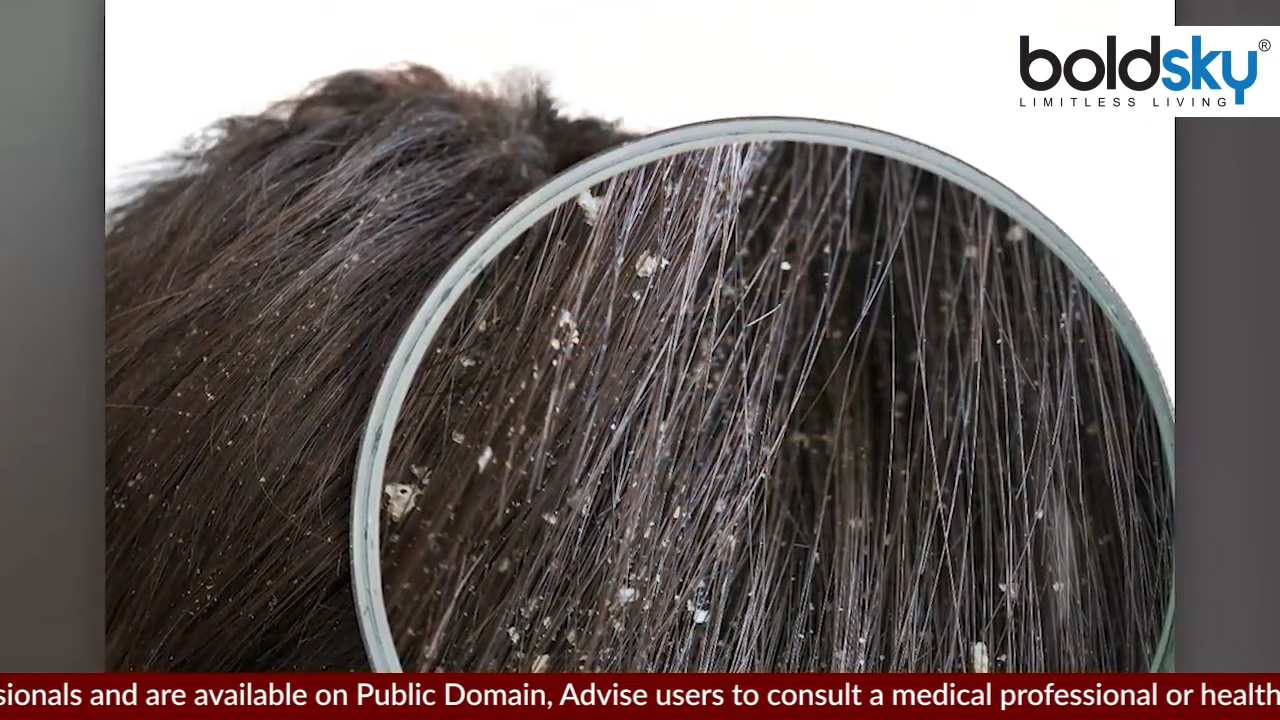 boldsky®
LIMITLESS LIVING
sionals and are available on Public Domain, Advise users to consult a medical professional or health